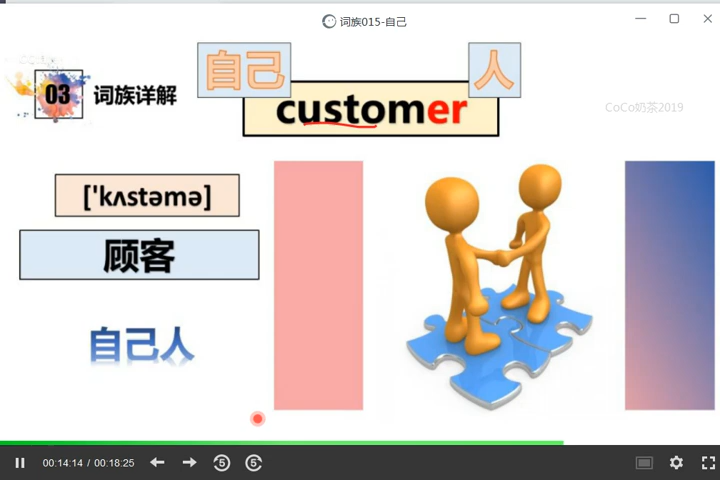 词族015-自己
自己 人
03 词族详解
customer
CoCo奶茶2019
['kʌstəmə]
顾客
自己人
00:14:14 / 00:18:25
5 5